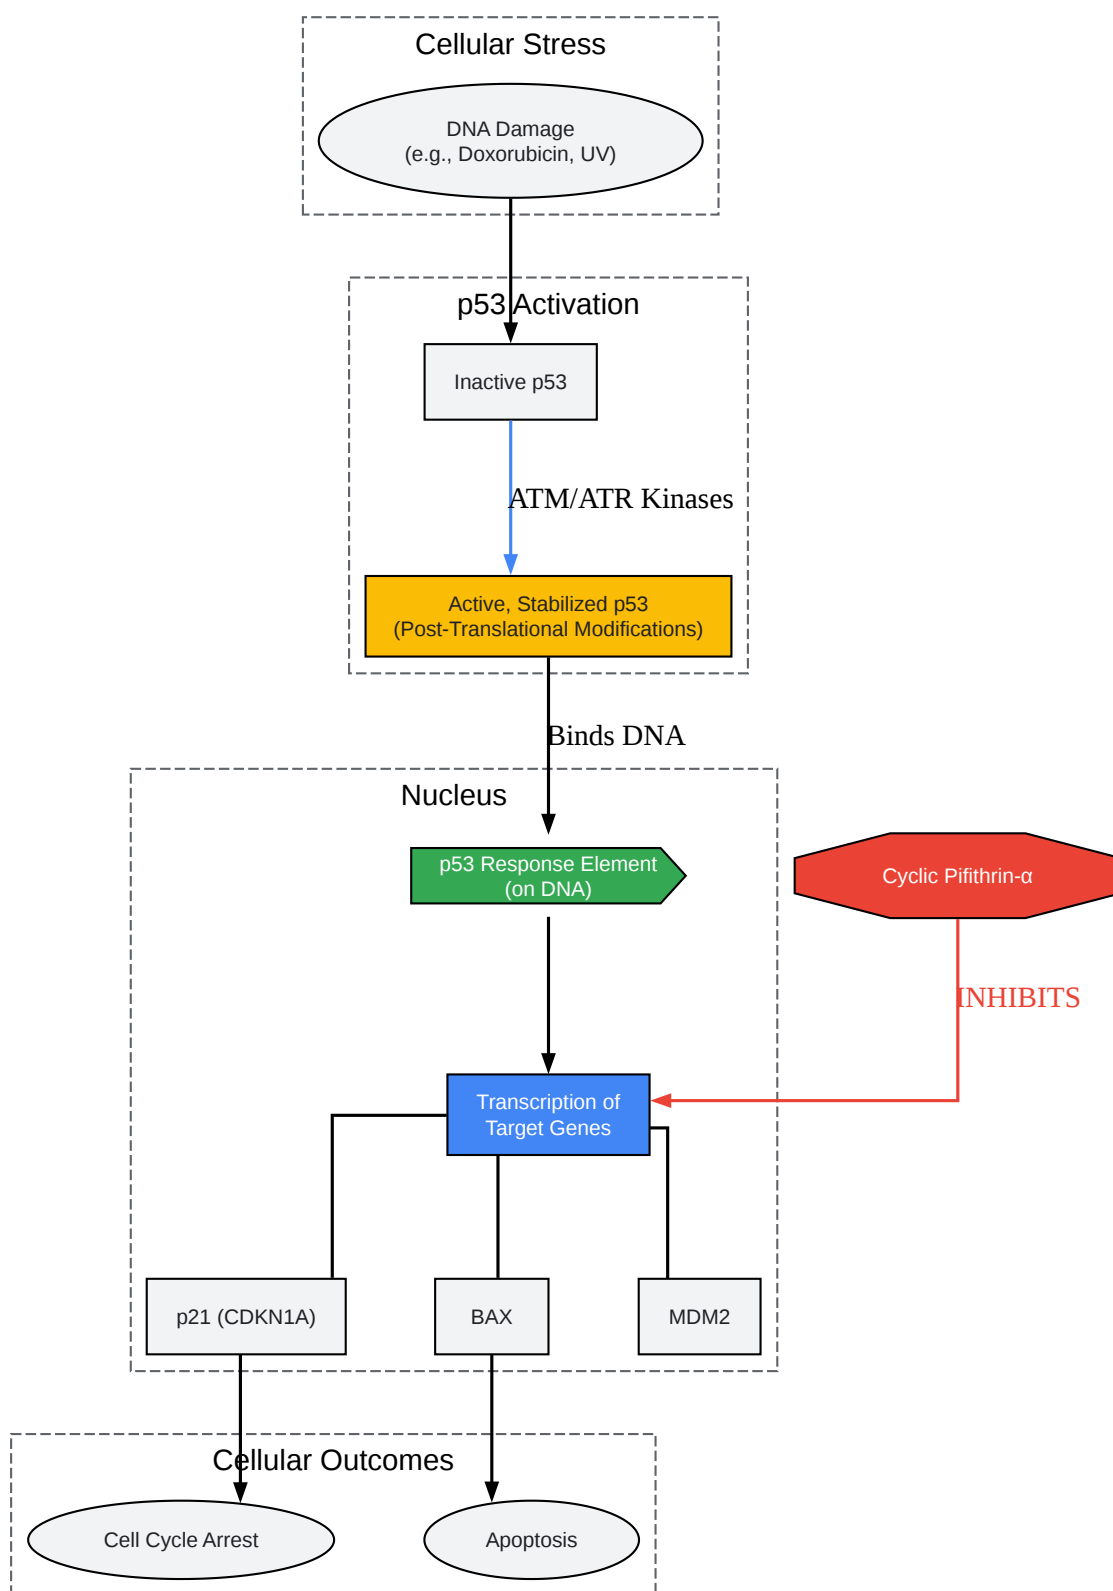 Cellular Stress
DNA Damage
(e.g., Doxorubicin, UV)
p53 Activation
Inactive p53
ATM/ATR Kinases
Active, Stabilized p53
(Post-Translational Modifications)
Binds DNA
Nucleus
p53 Response Element
(on DNA)
Cyclic Pifithrin-α
INHIBITS
Transcription of
Target Genes
p21 (CDKN1A)
BAX
MDM2
Cellular Outcomes
Cell Cycle Arrest
Apoptosis